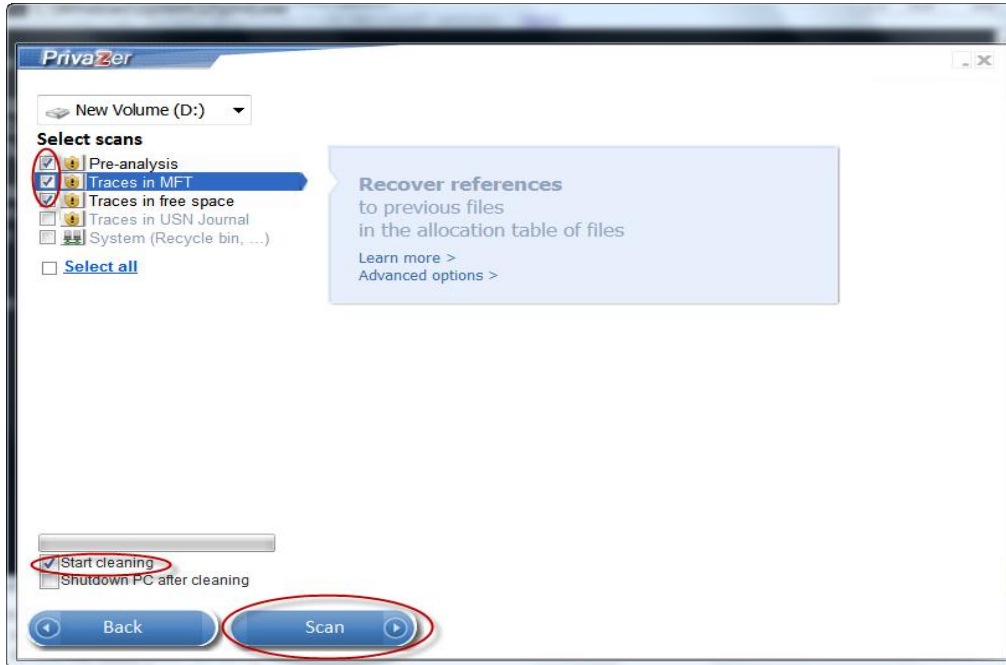 PrivaZer
New Volume (D:)
Select scans
Pre-analysis
Traces in MFT
Traces in free space
Traces in USN Journal
System (Recycle bin, ...)
Select all
Recover references
to previous files
in the allocation table of files
Learn more >
Advanced options >
Start cleaning
Shutdown PC after cleaning
Back
Scan